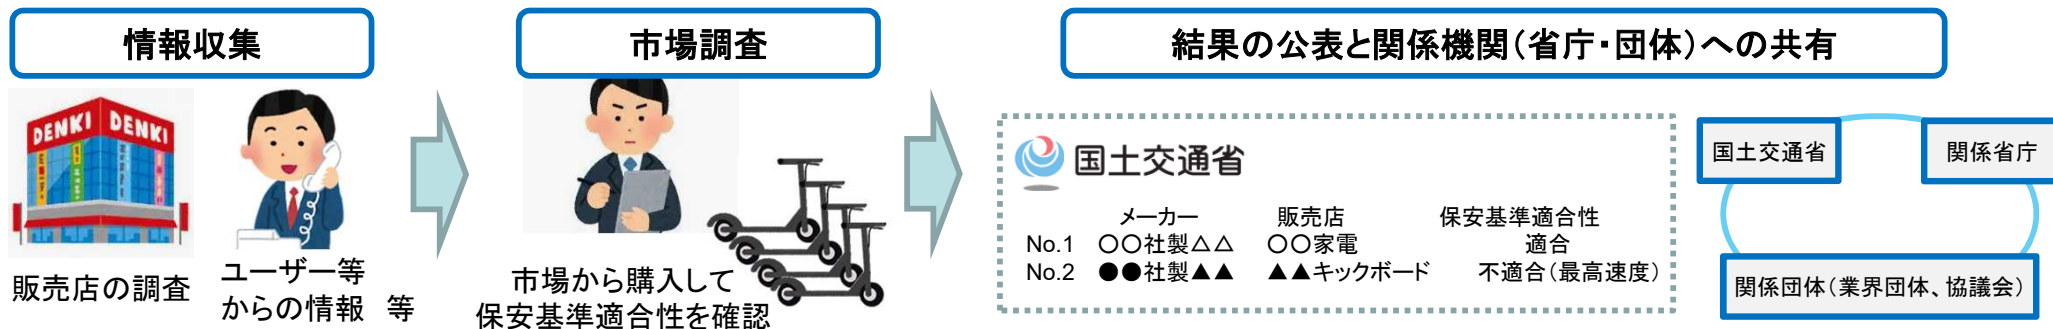 情報収集
市場調査
結果の公表と関係機関（省庁・団体）への共有
DENKI DENKI
販売店の調査
ユーザー等
からの情報　等
市場から購入して
保安基準適合性を確認
国土交通省
メーカー 販売店 保安基準適合性
No.1 〇〇社製△△ 〇〇家電 適合
No.2 ●●社製▲▲ ▲▲キックボード 不適合（最高速度）
国土交通省
関係省庁
関係団体（業界団体、協議会）